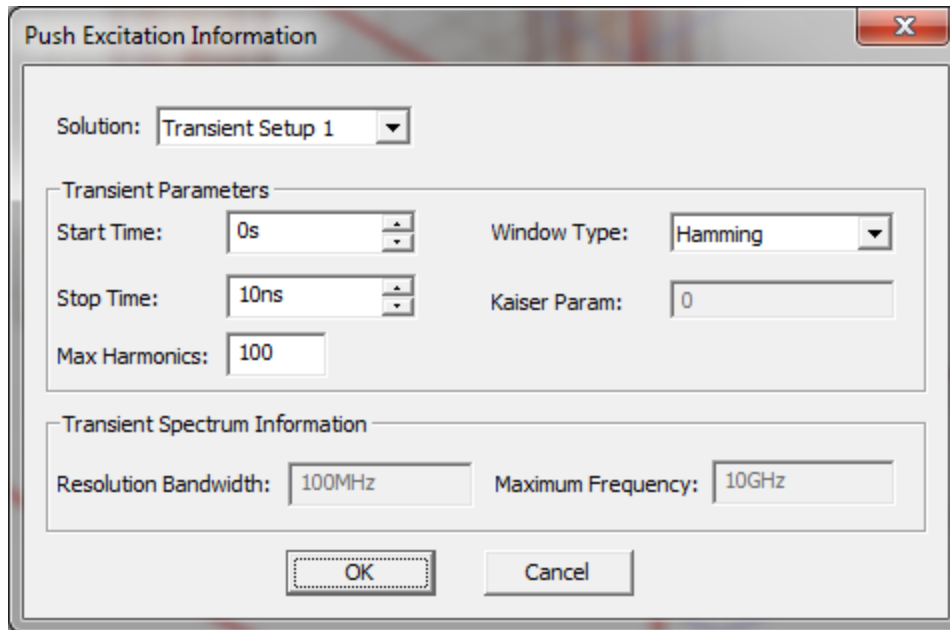 Push Excitation Information
Solution: Transient Setup 1
Transient Parameters
Start Time: 0s Window Type: Hamming
Stop Time: 10ns Kaiser Param: 0
Max Harmonics: 100
Transient Spectrum Information
Resolution Bandwidth: 100MHz Maximum Frequency: 10GHz
OK Cancel